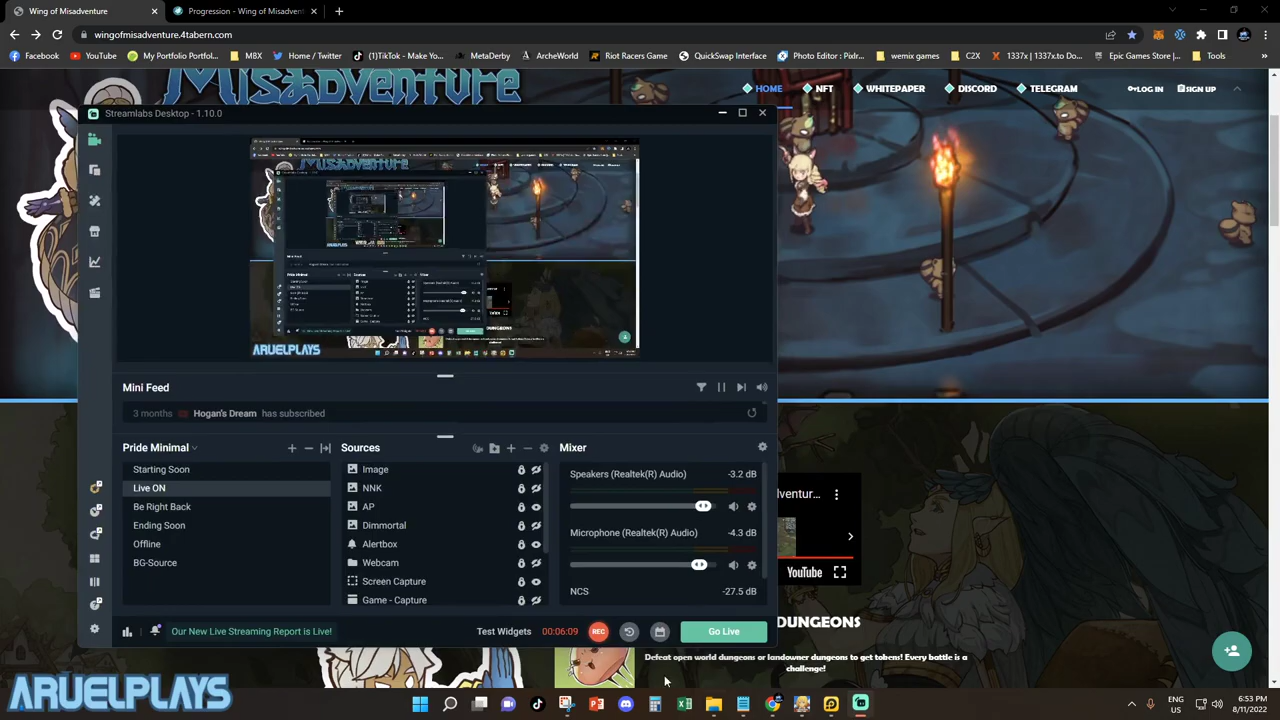 Wing of Misadventure
Progression - Wing of Misadvent
wingofmisadventure.4tabern.com
Facebook
YouTube
My Portfolio Portfol...
MBX
Home / Twitter
(1)TikTok - Make Yo...
MetaDerby
ArcheWorld
Riot Racers Game
QuickSwap Interface
Photo Editor : Pixlr...
wemix games
C2X
1337x.to Do...
Epic Games Store |...
Tools
Misadventure
HOME
NFT
WHITEPAPER
DISCORD
TELEGRAM
LOG IN
SIGN UP
Streamlabs Desktop - 1.10.0
Mini Feed
3 months
Hogan's Dream has subscribed
Pride Minimal
Starting Soon
Live ON
Be Right Back
Ending Soon
Offline
BG-Source
Sources
Image
NNK
AP
Dimmortal
Alertbox
Webcam
Screen Capture
Game - Capture
Mixer
Speakers (Realtek(R) Audio)
-3.2 dB
Microphone (Realtek(R) Audio)
-4.3 dB
NCS
-27.5 dB
Our New Live Streaming Report is Live!
Test Widgets
00:06:09
REC
Go Live
YouTube
DUNGEONS
Defeat open world dungeons or landowner dungeons to get tokens! Every battle is a
challenge!
ARUELPLAYS
ENG
US
6:53 PM
8/11/2022